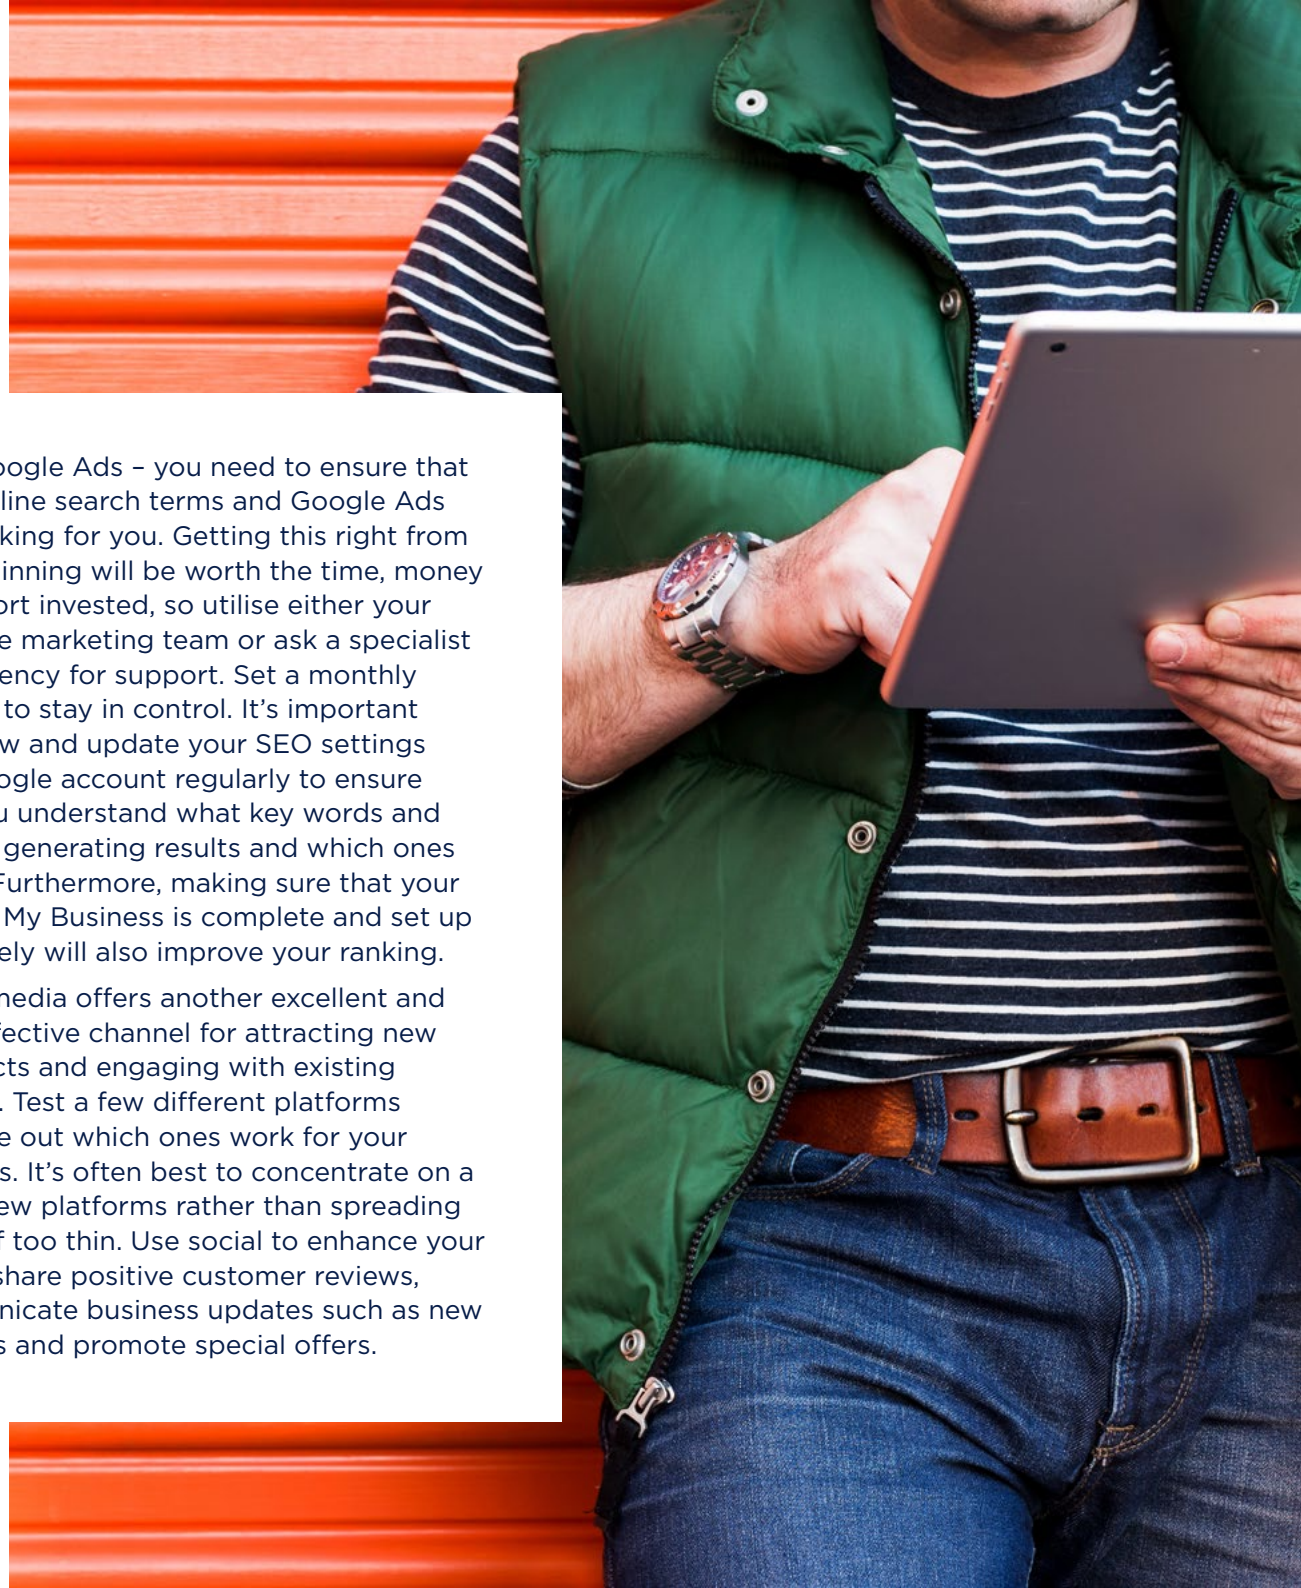 oogle Ads – you need to ensure that
line search terms and Google Ads
king for you. Getting this right from
inning will be worth the time, money
ort invested, so utilise either your
e marketing team or ask a specialist
ency for support. Set a monthly
to stay in control. It’s important
w and update your SEO settings
ogle account regularly to ensure
u understand what key words and
generating results and which ones
Furthermore, making sure that your
My Business is complete and set up
ely will also improve your ranking.
media offers another excellent and
fective channel for attracting new
cts and engaging with existing
. Test a few different platforms
e out which ones work for your
s. It’s often best to concentrate on a
ew platforms rather than spreading
f too thin. Use social to enhance your
share positive customer reviews,
nicate business updates such as new
s and promote special offers.